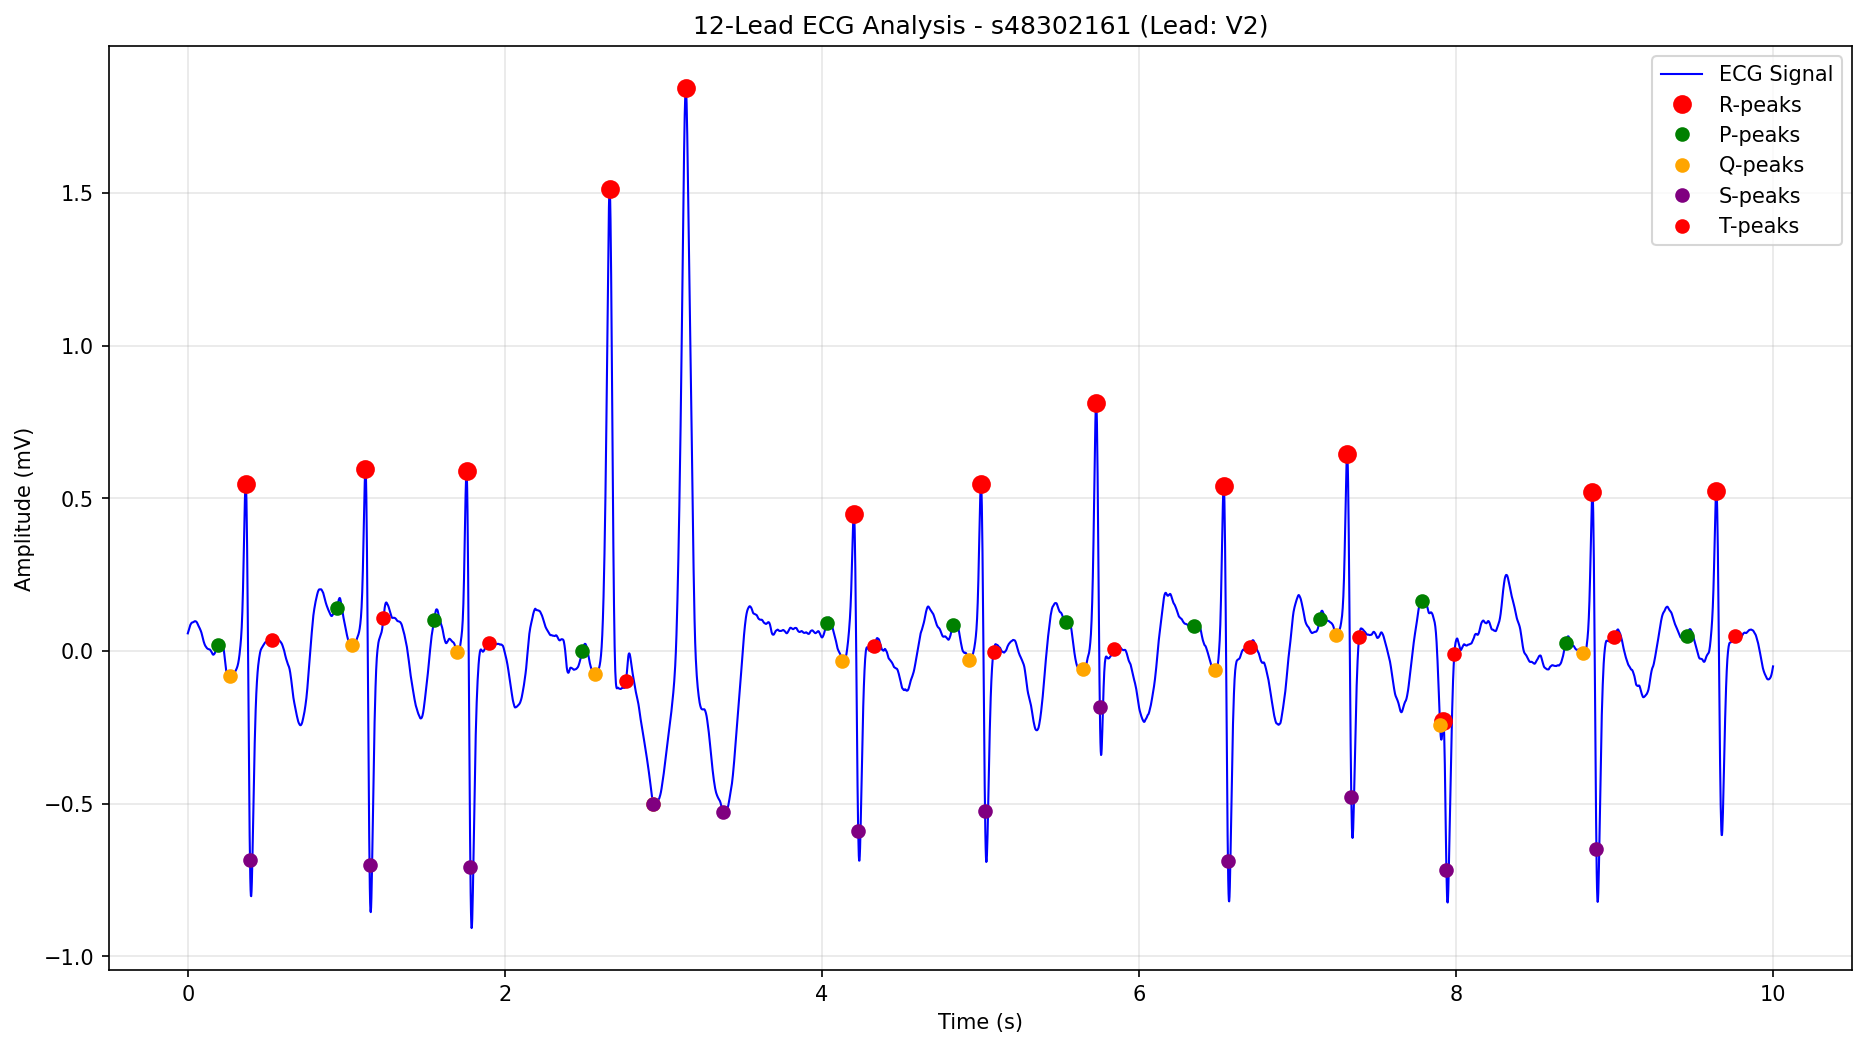 12-Lead ECG Analysis - s48302161 (Lead: V2)
ECG Signal
R-peaks
P-peaks
Q-peaks
S-peaks
T-peaks
Amplitude (mV)
1.5
1.0
0.5
0.0
−0.5
−1.0
0 2 4 6 8 10
Time (s)